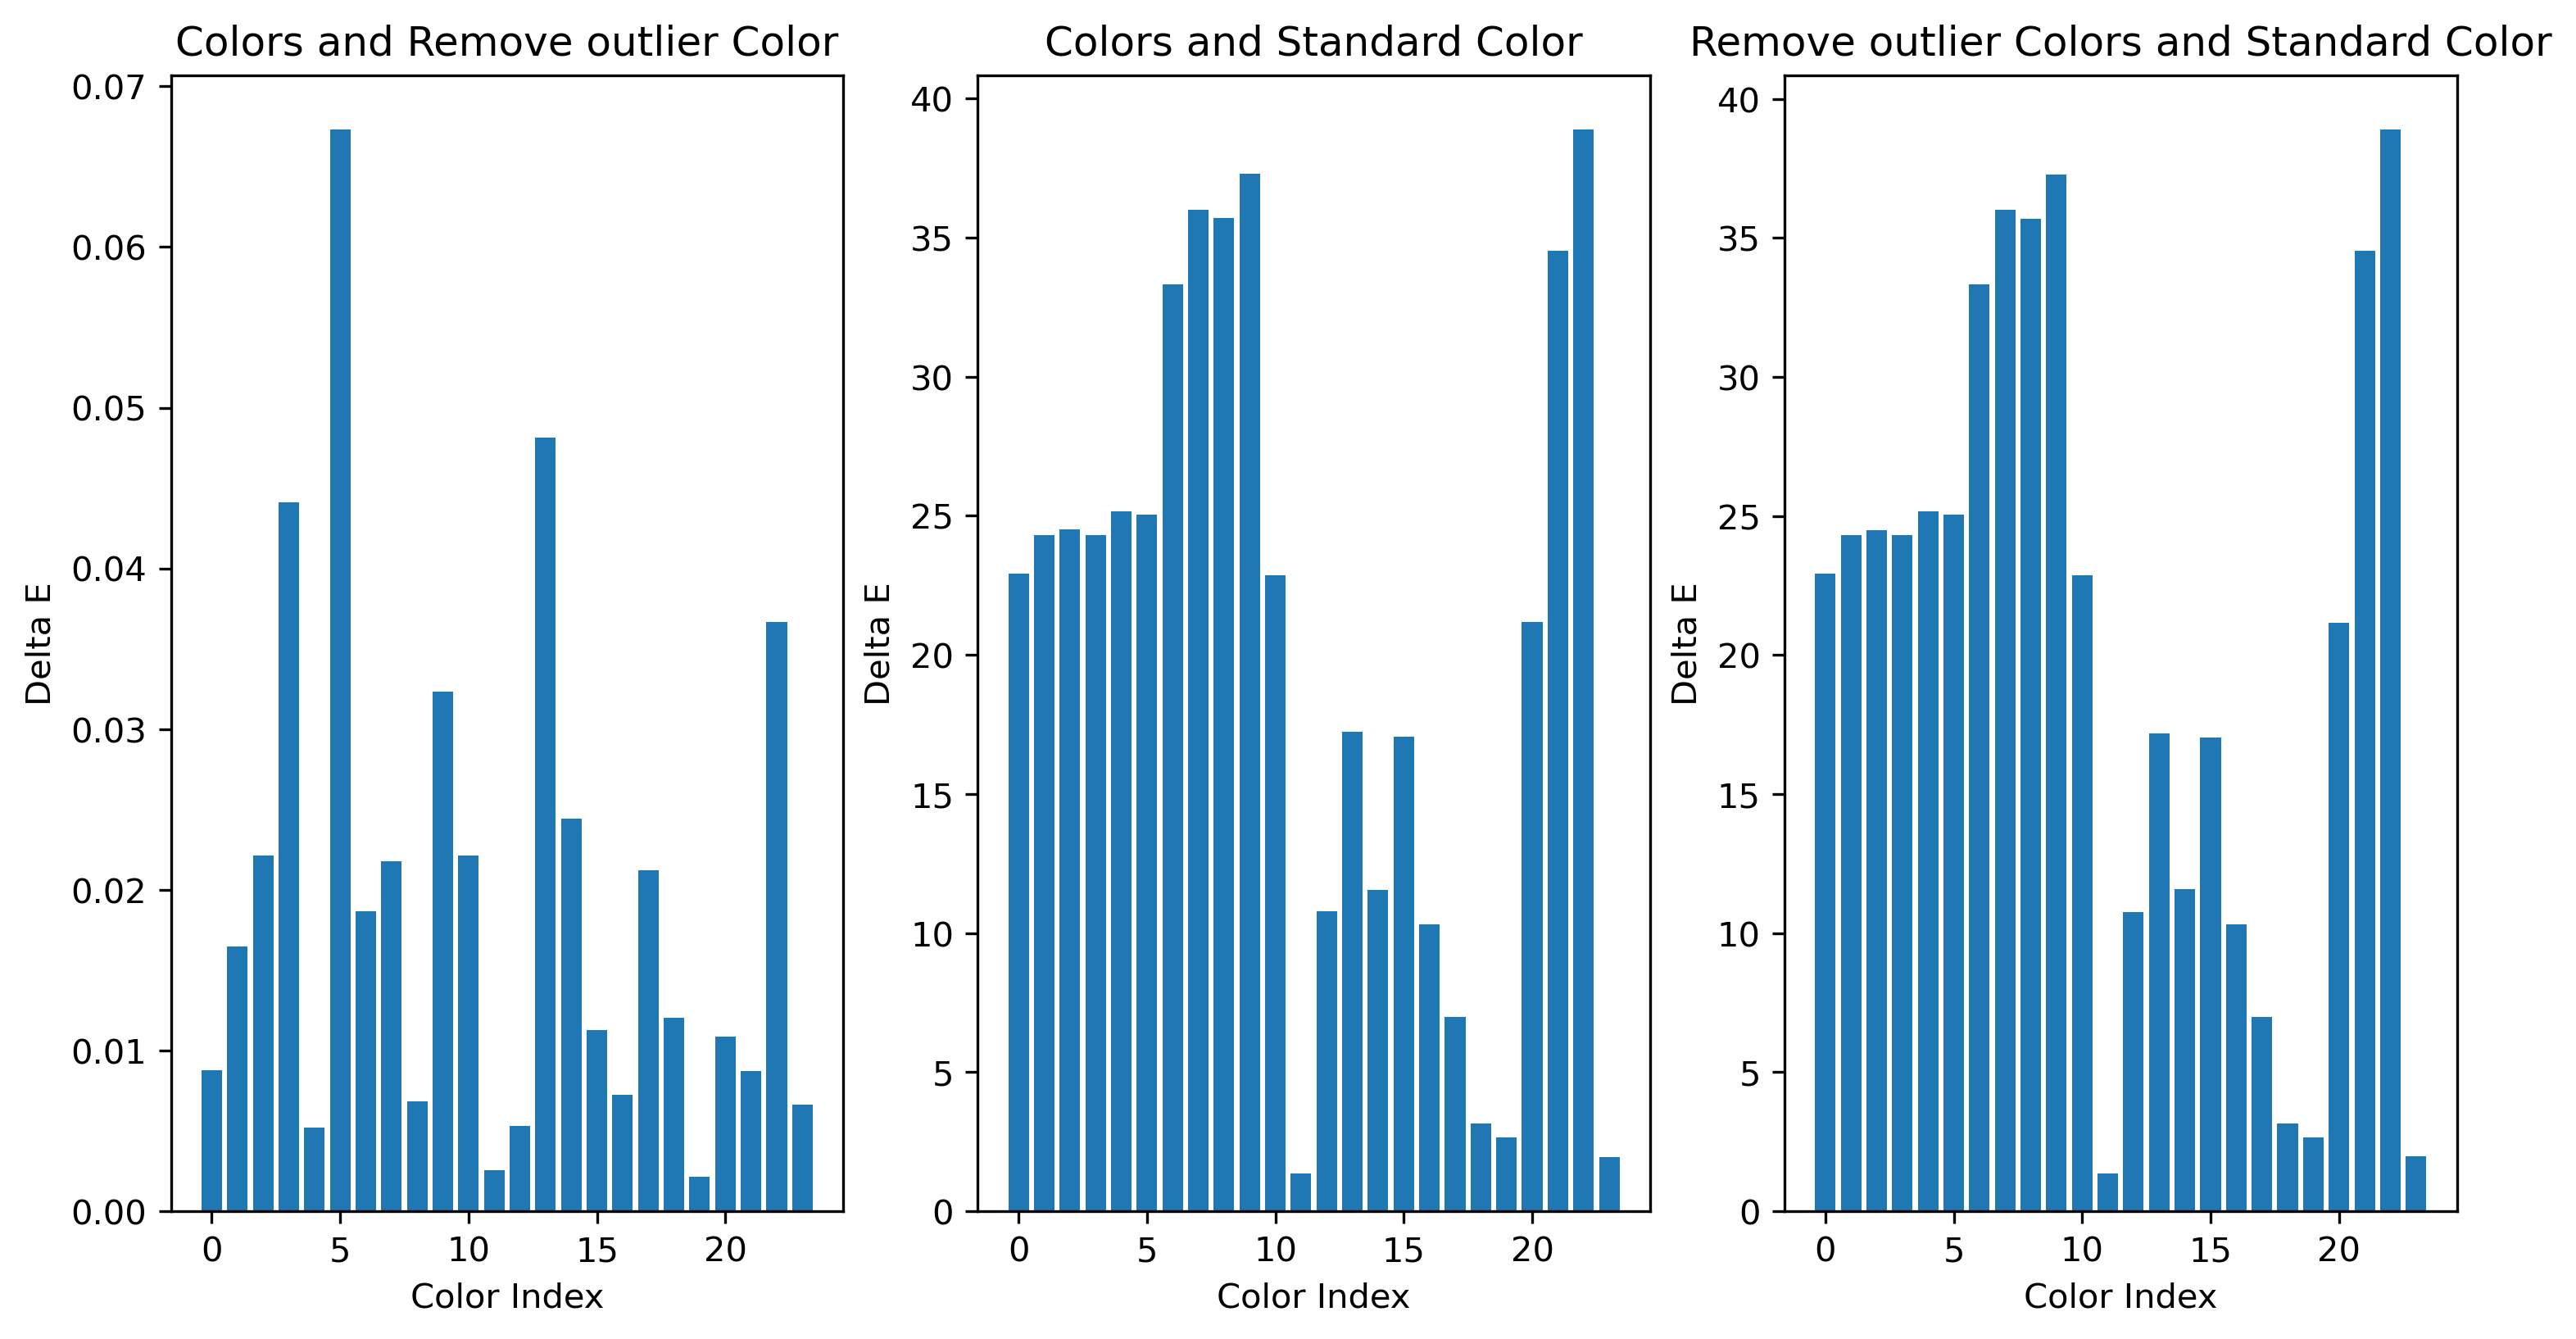 Colors and Remove outlier Color
0.07
0.06
0.05
0.04
0.03
0.02
0.01
0.00
Delta E
0 5 10 15 20
Color Index
Colors and Standard Color
40
35
30
25
20
15
10
5
0
Delta E
0 5 10 15 20
Color Index
Remove outlier Colors and Standard Color
40
35
30
25
20
15
10
5
0
Delta E
0 5 10 15 20
Color Index